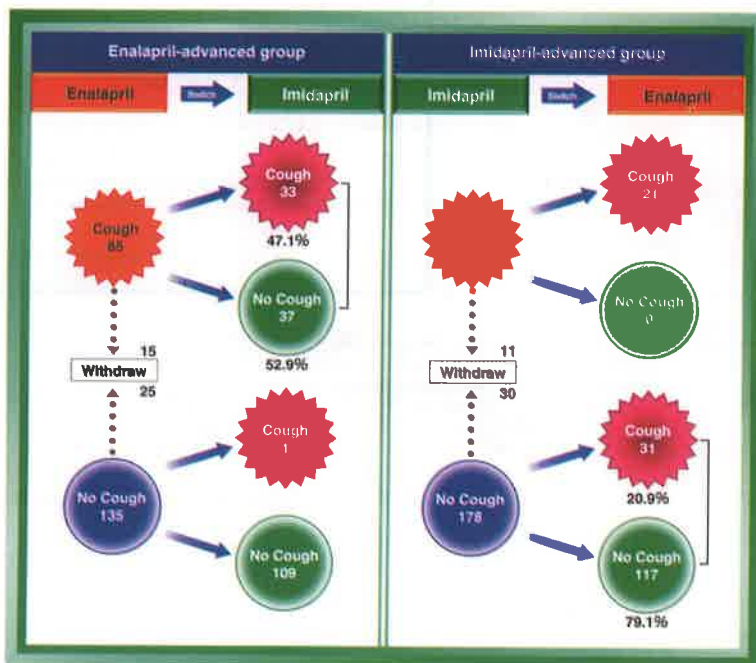 Enalapril-advanced group
Enalapril
Switch
Imidapril
Cough
85
Cough
33
47.1%
No Cough
37
52.9%
15
Withdraw
25
Cough
1
No Cough
135
No Cough
109
Imidapril-advanced group
Imidapril
Switch
Enalapril
Cough
21
No Cough
0
11
Withdraw
30
Cough
31
20.9%
No Cough
178
No Cough
117
79.1%